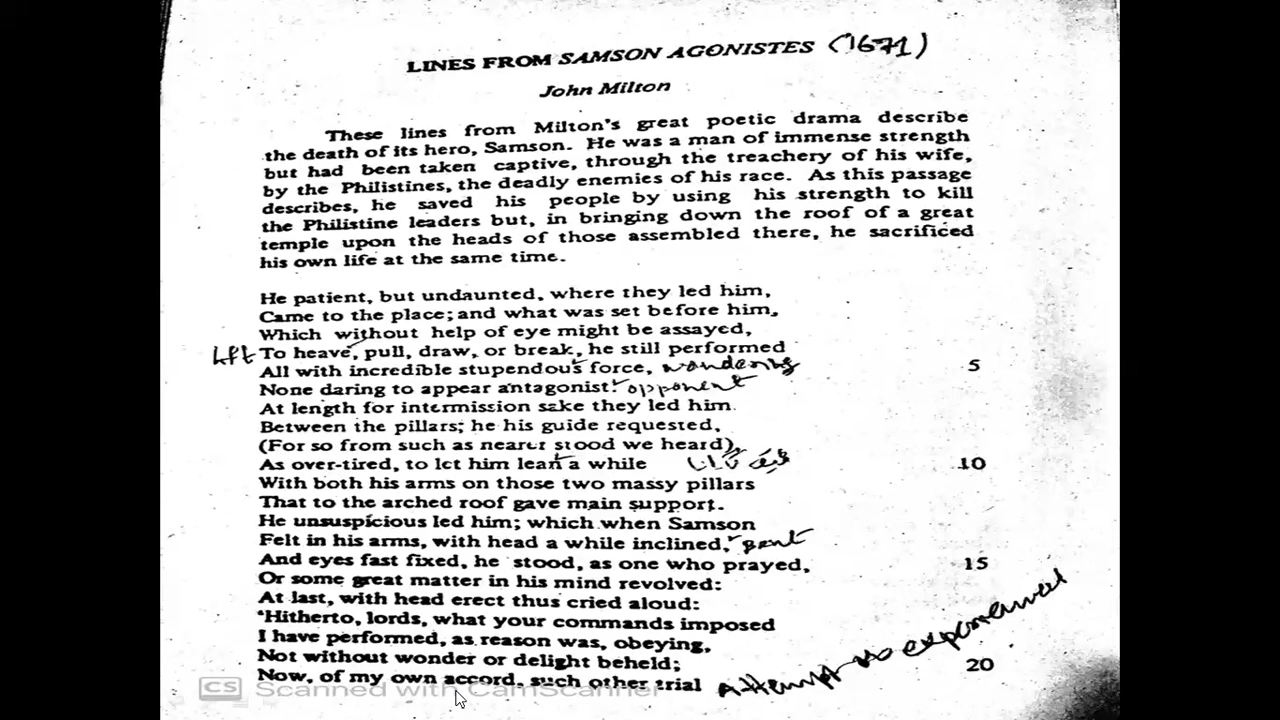 LINES FROM SAMSON AGONISTES (1671)
John Milton
These lines from Milton's great poetic drama describe
the death of its hero, Samson. He was a man of immense strength
but had been taken captive, through the treachery of his wife,
by the Philistines, the deadly enemies of his race. As this passage
describes, he saved his people by using his strength to kill
the Philistine leaders but, in bringing down the roof of a great
temple upon the heads of those assembled there, he sacrificed
his own life at the same time.
He patient, but undaunted, where they led him,
Came to the place; and what was set before him,
Which without help of eye might be assayed,
Lift To heave, pull, draw, or break, he still performed
All with incredible stupendous force, wondering 5
None daring to appear antagonist. opponent
At length for intermission sake they led him
Between the pillars; he his guide requested,
(For so from such as nearer stood we heard),
As over-tired, to let him lean a while ٹیک لگانا 10
With both his arms on those two massy pillars
That to the arched roof gave main support.
He unsuspicious led him; which when Samson
Felt in his arms, with head a while inclined, bent
And eyes fast fixed, he stood, as one who prayed, 15
Or some great matter in his mind revolved:
At last, with head erect thus cried aloud:
'Hitherto, lords, what your commands imposed
I have performed, as reason was, obeying,
Not without wonder or delight beheld; 20
Now, of my own accord, such other trial Attempt to
CS Scanned with CamScanner